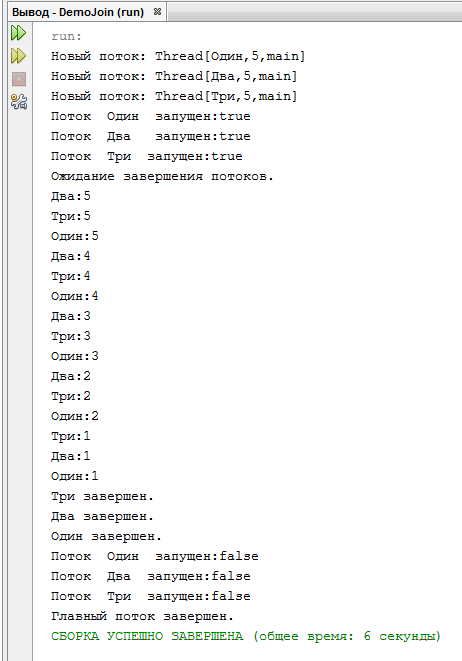 Вывод - DemoJoin (run)
run:
Новый поток: Thread[Один,5,main]
Новый поток: Thread[Два,5,main]
Новый поток: Thread[Три,5,main]
Поток  Один  запущен:true
Поток  Два   запущен:true
Поток  Три  запущен:true
Ожидание завершения потоков.
Два:5
Три:5
Один:5
Два:4
Три:4
Один:4
Два:3
Три:3
Один:3
Два:2
Три:2
Один:2
Три:1
Два:1
Один:1
Три завершен.
Два завершен.
Один завершен.
Поток  Один  запущен:false
Поток  Два  запущен:false
Поток  Три  запущен:false
Главный поток завершен.
СБОРКА УСПЕШНО ЗАВЕРШЕНА (общее время: 6 секунды)